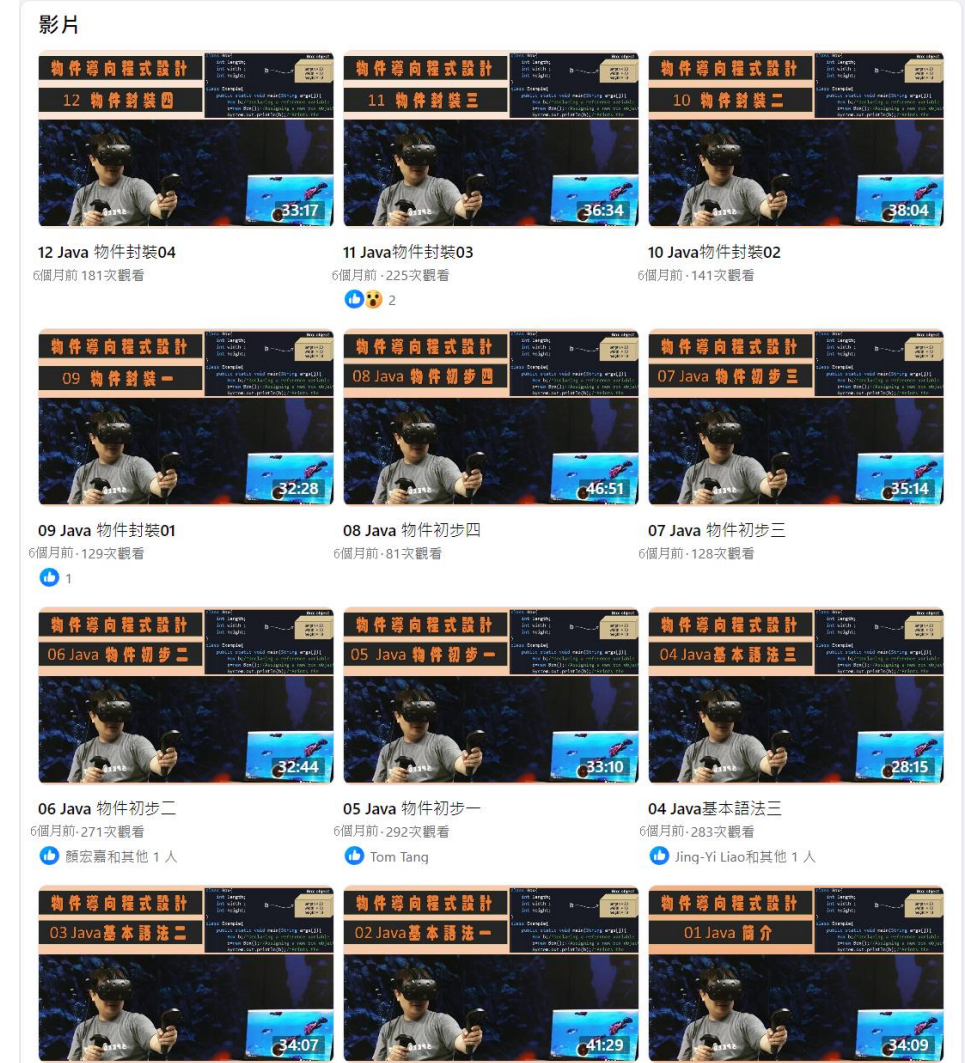 影片
物件導向程式設計
12 物件封裝四
33:17
物件導向程式設計
11 物件封裝三
36:34
物件導向程式設計
10 物件封裝二
38:04
12 Java 物件封裝04
6個月前 181次觀看
11 Java物件封裝03
6個月前·225次觀看
2
10 Java物件封裝02
6個月前·141次觀看
物件導向程式設計
09 物件封裝一
32:28
物件導向程式設計
08 Java 物件初步四
46:51
物件導向程式設計
07 Java 物件初步三
35:14
09 Java 物件封裝01
6個月前·129次觀看
1
08 Java 物件初步四
6個月前·81次觀看
07 Java 物件初步三
6個月前·128次觀看
物件導向程式設計
06 Java 物件初步二
32:44
物件導向程式設計
05 Java 物件初步一
33:10
物件導向程式設計
04 Java基本語法三
28:15
06 Java 物件初步二
6個月前·271次觀看
顏宏嘉和其他 1 人
05 Java 物件初步一
6個月前·292次觀看
Tom Tang
04 Java基本語法三
6個月前·283次觀看
Jing-Yi Liao和其他 1 人
物件導向程式設計
03 Java基本語法二
34:07
物件導向程式設計
02 Java基本語法一
41:29
物件導向程式設計
01 Java 簡介
34:09